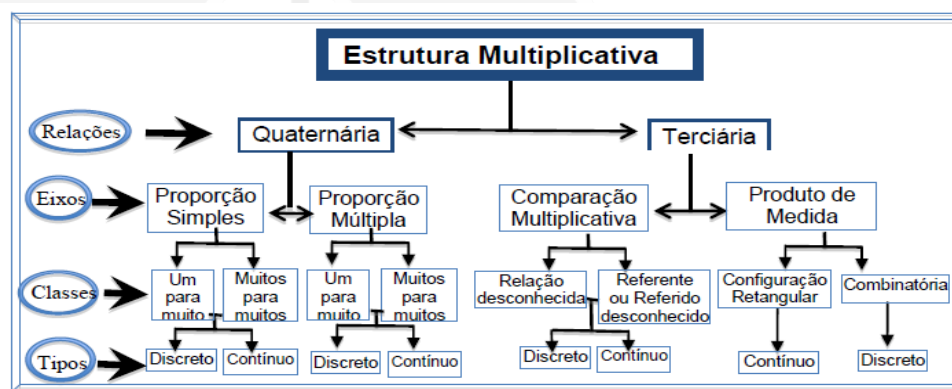 Estrutura Multiplicativa
Relações
Quaternária
Terciária
Eixos
Proporção
Simples
Proporção
Múltipla
Comparação
Multiplicativa
Produto de
Medida
Classes
Um
para
muito
Muitos
para
muitos
Um
para
muito
Muitos
para
muitos
Relação
desconhecida
Referente
ou Referido
desconhecido
Configuração
Retangular
Combinatória
Tipos
Discreto
Contínuo
Discreto
Contínuo
Discreto
Contínuo
Contínuo
Discreto